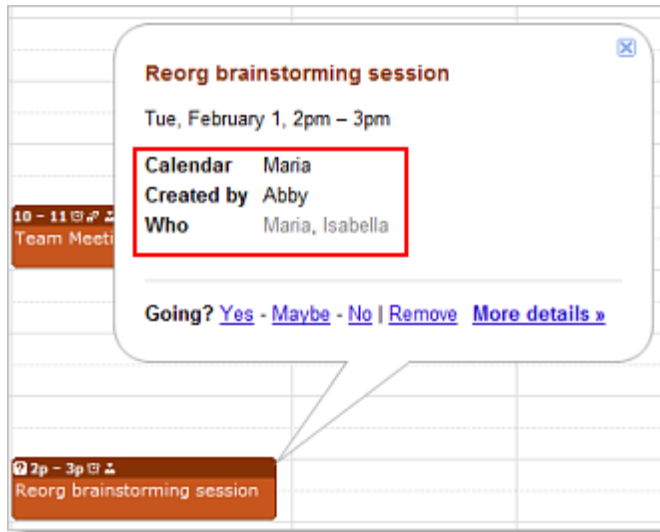 Reorg brainstorming session
Tue, February 1, 2pm – 3pm
Calendar Maria
Created by Abby
Who Maria, Isabella
Going? Yes - Maybe - No | Remove More details »
10 – 11
Team Meeti
2p – 3p
Reorg brainstorming session